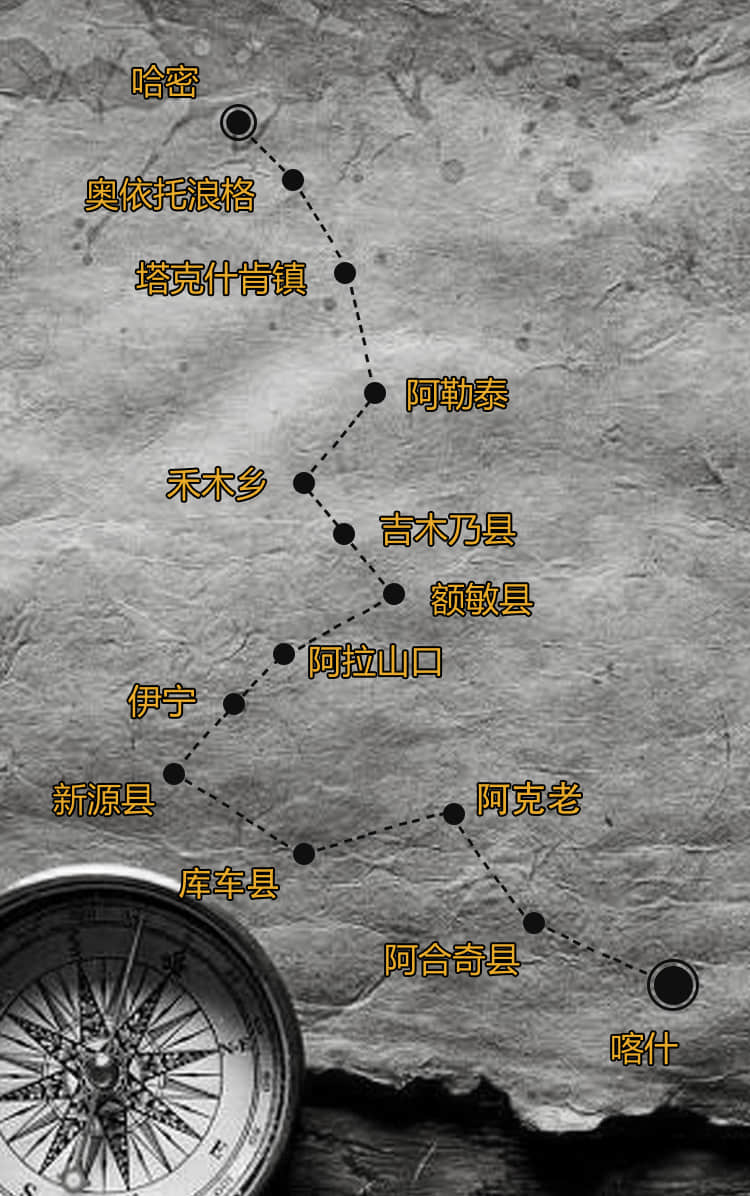 哈密
奥依托浪格
塔克什肯镇
阿勒泰
禾木乡
吉木乃县
额敏县
阿拉山口
伊宁
新源县
阿克老
库车县
阿合奇县
喀什